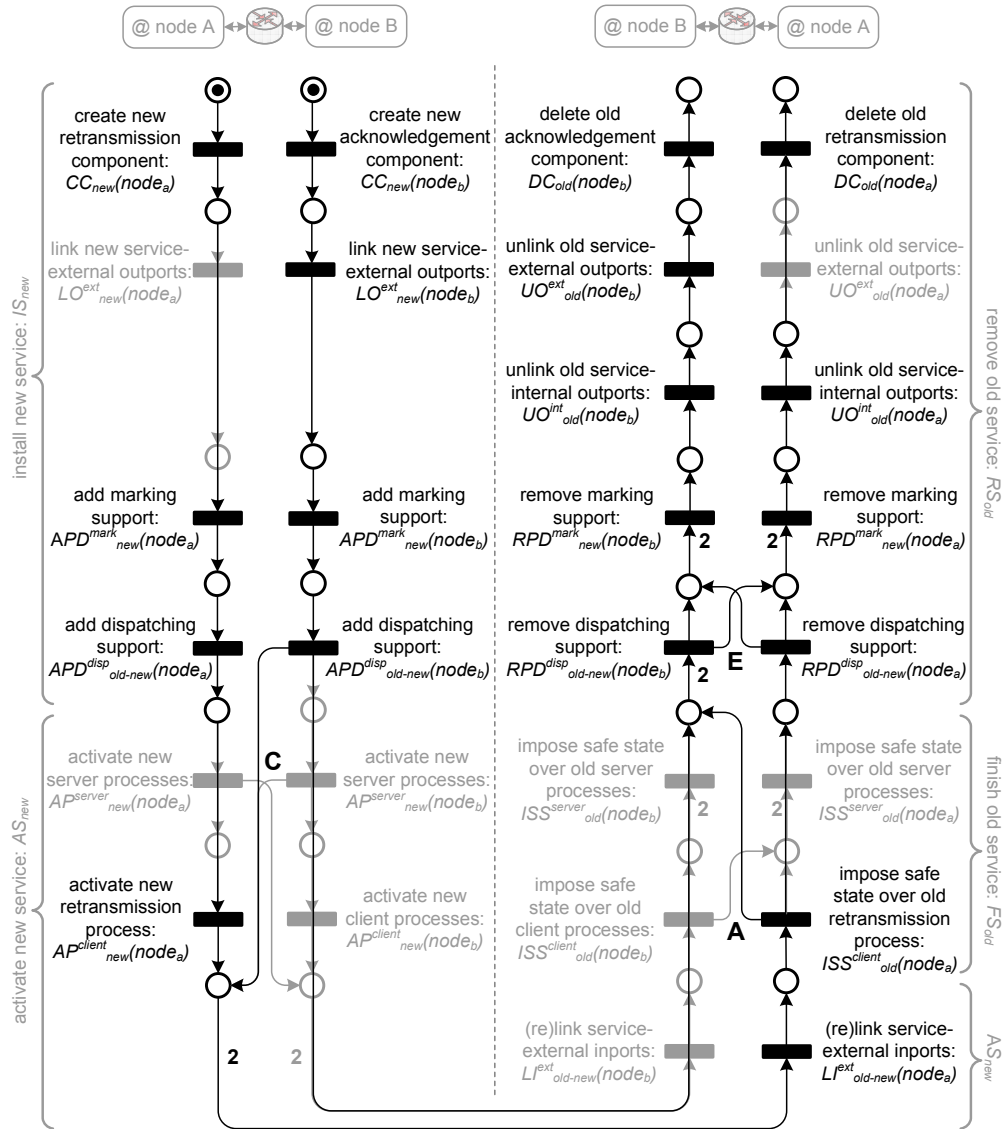 @ node A
@ node B
@ node B
@ node A
create new
retransmission
component:
CCnew(nodea)
create new
acknowledgement
component:
CCnew(nodeb)
delete old
acknowledgement
component:
DCold(nodeb)
delete old
retransmission
component:
DCold(nodea)
link new service-
external outports:
LOextnew(nodea)
link new service-
external outports:
LOextnew(nodeb)
unlink old service-
external outports:
UOextold(nodeb)
unlink old service-
external outports:
UOextold(nodea)
install new service: ISnew
remove old service: RSold
unlink old service-
internal outports:
UOintold(nodeb)
unlink old service-
internal outports:
UOintold(nodea)
add marking
support:
APDmarknew(nodea)
add marking
support:
APDmarknew(nodeb)
remove marking
support:
RPDmarknew(nodeb)
2
2
remove marking
support:
RPDmarknew(nodea)
add dispatching
support:
APDdispold-new(nodea)
add dispatching
support:
APDdispold-new(nodeb)
remove dispatching
support:
RPDdispold-new(nodeb)
2
E
remove dispatching
support:
RPDdispold-new(nodea)
activate new
server processes:
APservernew(nodea)
C
activate new
server processes:
APservernew(nodeb)
impose safe state
over old server
processes:
ISSserverold(nodeb)
2
2
impose safe state
over old server
processes:
ISSserverold(nodea)
activate new service: ASnew
finish old service: FSold
activate new
retransmission
process:
APclientnew(nodea)
activate new
client processes:
APclientnew(nodeb)
impose safe
state over old
client processes:
ISSclientold(nodeb)
A
impose safe
state over old
retransmission
process:
ISSclientold(nodea)
2
2
(re)link service-
external inports:
LIextold-new(nodeb)
(re)link service-
external inports:
LIextold-new(nodea)
ASnew